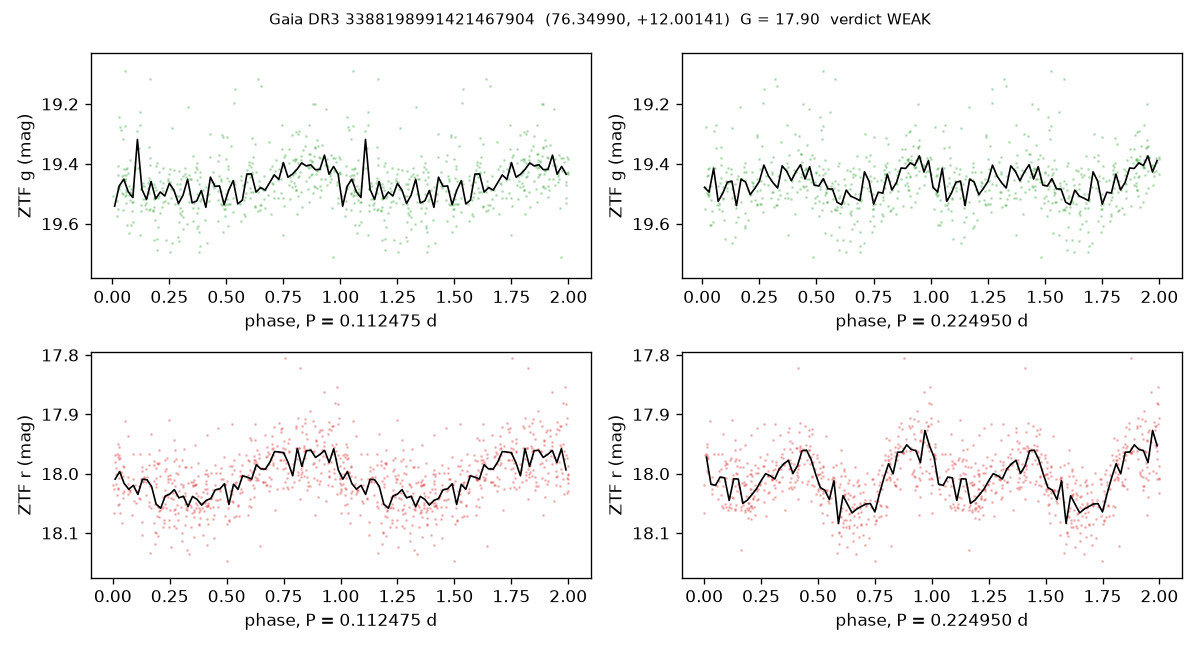 Gaia DR3 3388198991421467904 (76.34990, +12.00141) G = 17.90 verdict WEAK
ZTF g (mag)
19.2
19.4
19.6
0.00 0.25 0.50 0.75 1.00 1.25 1.50 1.75 2.00
phase, P = 0.112475 d
ZTF g (mag)
19.2
19.4
19.6
0.00 0.25 0.50 0.75 1.00 1.25 1.50 1.75 2.00
phase, P = 0.224950 d
ZTF r (mag)
17.8
17.9
18.0
18.1
0.00 0.25 0.50 0.75 1.00 1.25 1.50 1.75 2.00
phase, P = 0.112475 d
ZTF r (mag)
17.8
17.9
18.0
18.1
0.00 0.25 0.50 0.75 1.00 1.25 1.50 1.75 2.00
phase, P = 0.224950 d